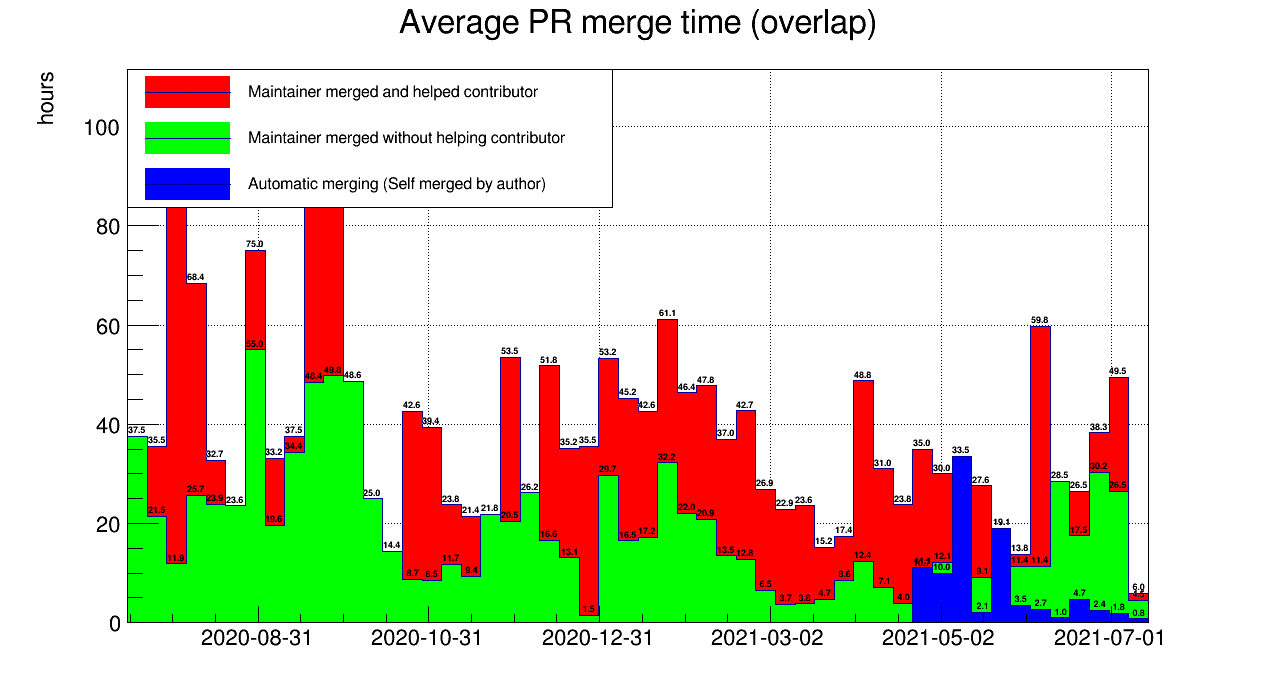 Average PR merge time (overlap)
hours
Maintainer merged and helped contributor
Maintainer merged without helping contributor
Automatic merging (Self merged by author)
100
80
60
40
20
0
37.5 35.5 68.4 32.7 23.6 75.0 33.2 37.5 48.6 25.0 14.4 42.6 39.4 23.8 21.4 21.8 53.5 26.2 51.8 35.2 35.5 53.2 45.2 42.6 61.1 46.4 47.8 37.0 42.7 26.9 22.9 23.6 15.2 17.4 48.8 31.0 23.8 35.0 30.0 33.5 27.6 19.1 13.8 59.8 28.5 26.5 38.3 49.5 6.0
21.5 11.9 25.7 23.9 55.0 19.6 34.4 48.4 49.8 8.7 8.5 11.7 9.4 20.5 16.6 13.1 1.5 29.7 16.5 17.2 32.2 22.0 20.9 13.5 12.8 6.5 3.7 3.8 4.7 8.6 12.4 7.1 4.0 12.1 9.1 11.4 11.4 17.5 30.2 26.5
10.0 2.1 3.5 2.7 1.0 4.7 2.4 1.8 0.8
2020-08-31 2020-10-31 2020-12-31 2021-03-02 2021-05-02 2021-07-01